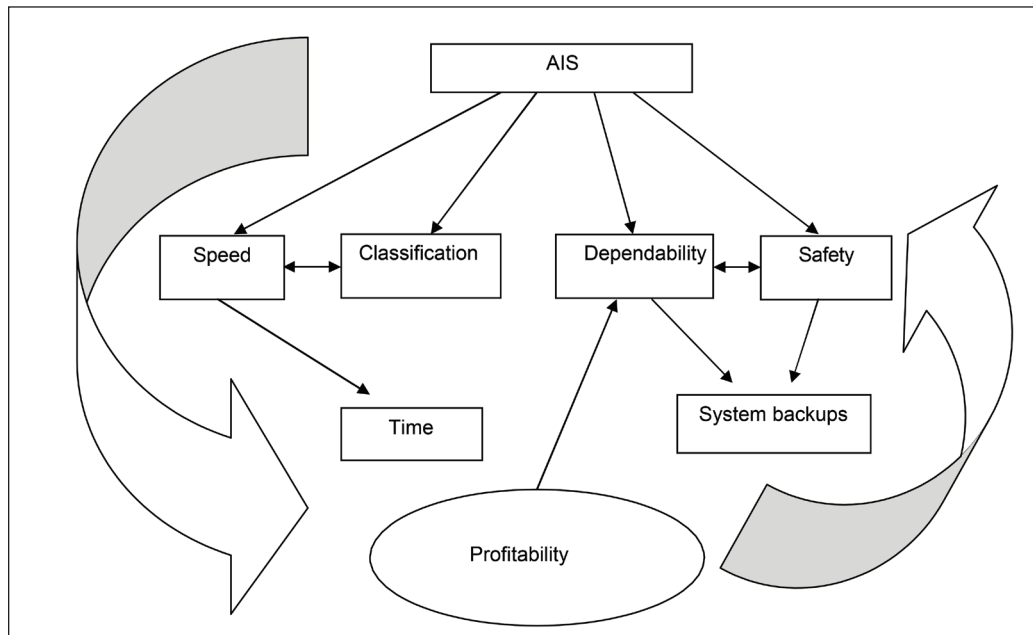 AIS
Speed
Classification
Dependability
Safety
Time
System backups
Profitability